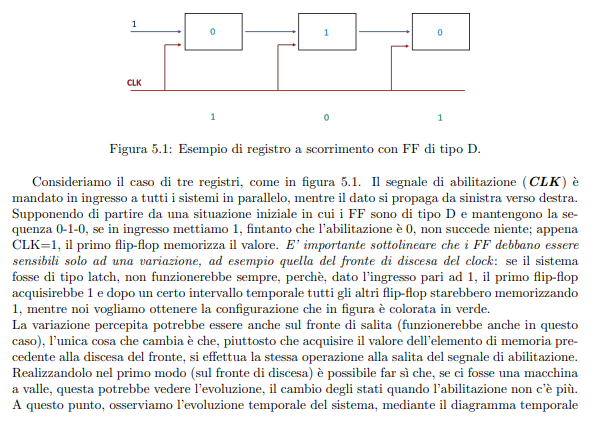 1
0
1
0
CLK
1
0
1
Figura 5.1: Esempio di registro a scorrimento con FF di tipo D.
Consideriamo il caso di tre registri, come in figura 5.1. Il segnale di abilitazione (CLK) è
mandato in ingresso a tutti i sistemi in parallelo, mentre il dato si propaga da sinistra verso destra.
Supponendo di partire da una situazione iniziale in cui i FF sono di tipo D e mantengono la se-
quenza 0-1-0, se in ingresso mettiamo 1, fintanto che l'abilitazione è 0, non succede niente; appena
CLK=1, il primo flip-flop memorizza il valore. E' importante sottolineare che i FF debbano essere
sensibili solo ad una variazione, ad esempio quella del fronte di discesa del clock: se il sistema
fosse di tipo latch, non funzionerebbe sempre, perchè, dato l'ingresso pari ad 1, il primo flip-flop
acquisirebbe 1 e dopo un certo intervallo temporale tutti gli altri flip-flop starebbero memorizzando
1, mentre noi vogliamo ottenere la configurazione che in figura è colorata in verde.
La variazione percepita potrebbe essere anche sul fronte di salita (funzionerebbe anche in questo
caso), l'unica cosa che cambia è che, piuttosto che acquisire il valore dell'elemento di memoria pre-
cedente alla discesa del fronte, si effettua la stessa operazione alla salita del segnale di abilitazione.
Realizzandolo nel primo modo (sul fronte di discesa) è possibile far sì che, se ci fosse una macchina
a valle, questa potrebbe vedere l'evoluzione, il cambio degli stati quando l'abilitazione non c'è più.
A questo punto, osserviamo l'evoluzione temporale del sistema, mediante il diagramma temporale